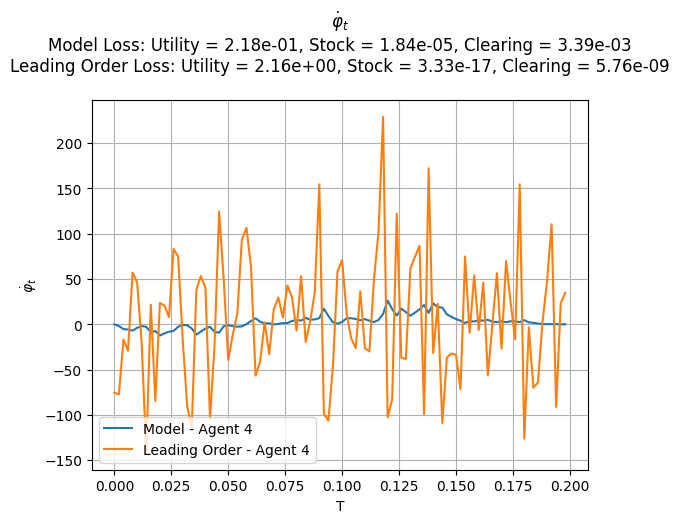 φ̇ₜ
Model Loss: Utility = 2.18e-01, Stock = 1.84e-05, Clearing = 3.39e-03
Leading Order Loss: Utility = 2.16e+00, Stock = 3.33e-17, Clearing = 5.76e-09
200
150
100
50
0
−50
−100
−150
φ̇ₜ
Model - Agent 4
Leading Order - Agent 4
0.000 0.025 0.050 0.075 0.100 0.125 0.150 0.175 0.200
T